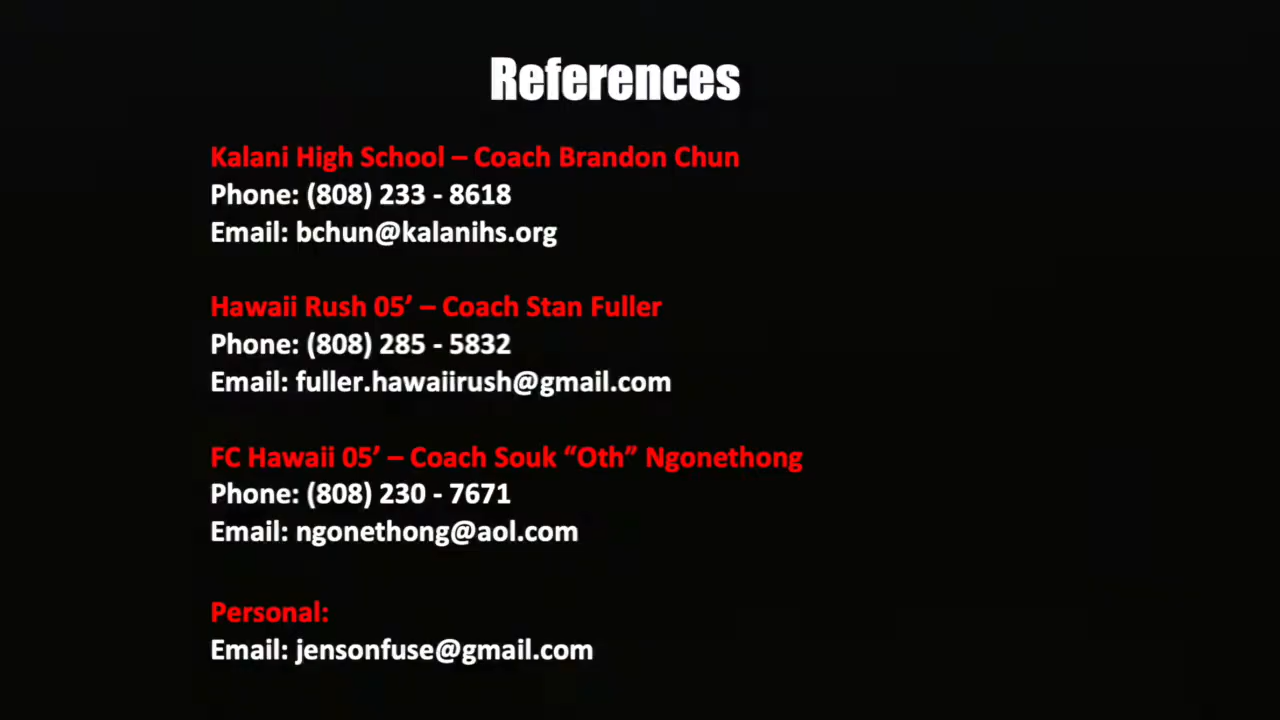 References
Kalani High School – Coach Brandon Chun
Phone: (808) 233 - 8618
Email: bchun@kalanihs.org
Hawaii Rush 05’ – Coach Stan Fuller
Phone: (808) 285 - 5832
Email: fuller.hawaiirush@gmail.com
FC Hawaii 05’ – Coach Souk “Oth” Ngonethong
Phone: (808) 230 - 7671
Email: ngonethong@aol.com
Personal:
Email: jensonfuse@gmail.com